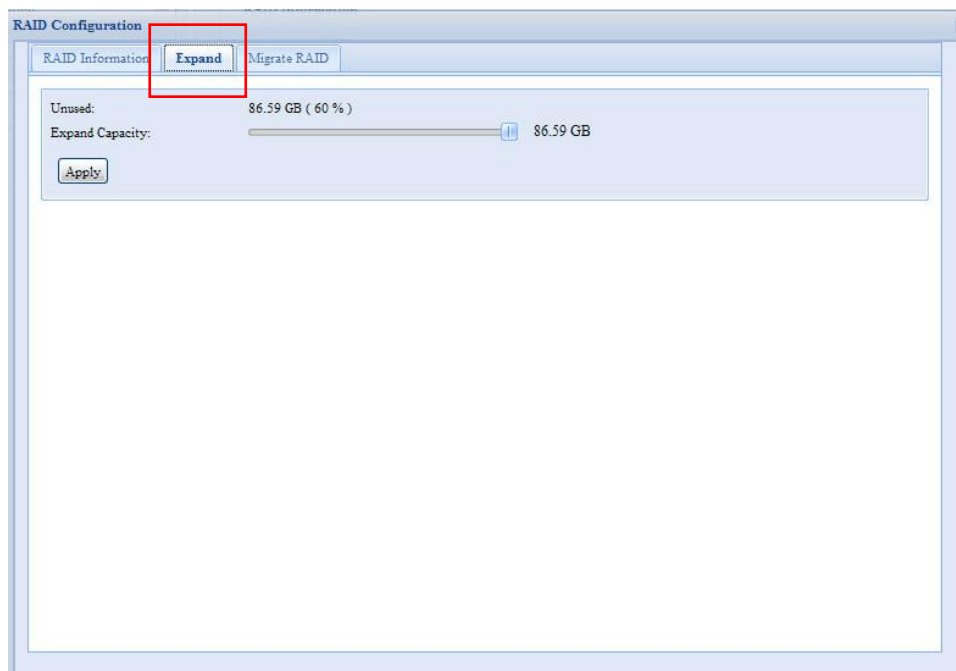 RAID Configuration
RAID Information Expand Migrate RAID
Unused: 86.59 GB ( 60 % )
Expand Capacity: 86.59 GB
Apply